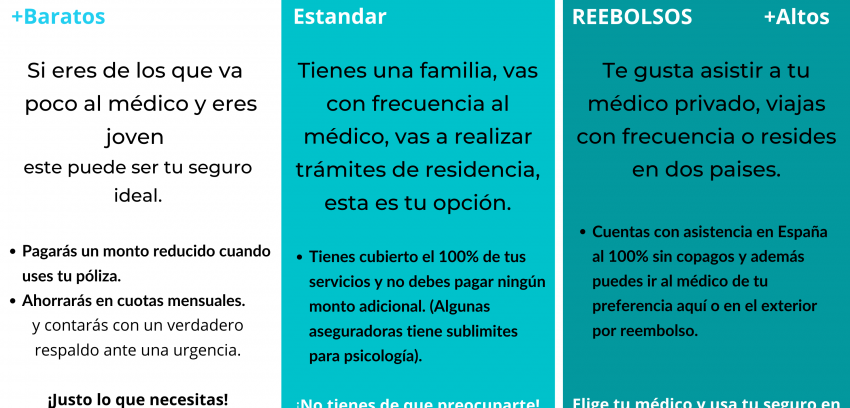 +Baratos
Si eres de los que va
poco al médico y eres
joven
este puede ser tu seguro
ideal.
Pagarás un monto reducido cuando
uses tu póliza.
Ahorrarás en cuotas mensuales.
y contarás con un verdadero
respaldo ante una urgencia.
¡Justo lo que necesitas!
Estandar
Tienes una familia, vas
con frecuencia al
médico, vas a realizar
trámites de residencia,
esta es tu opción.
Tienes cubierto el 100% de tus
servicios y no debes pagar ningún
monto adicional. (Algunas
aseguradoras tiene sublimites
para psicología).
¡No tienes de que preocuparte!
REEBOLSOS +Altos
Te gusta asistir a tu
médico privado, viajas
con frecuencia o resides
en dos paises.
Cuentas con asistencia en España
al 100% sin copagos y además
puedes ir al médico de tu
preferencia aquí o en el exterior
por reembolso.
Elige tu médico y usa tu seguro en